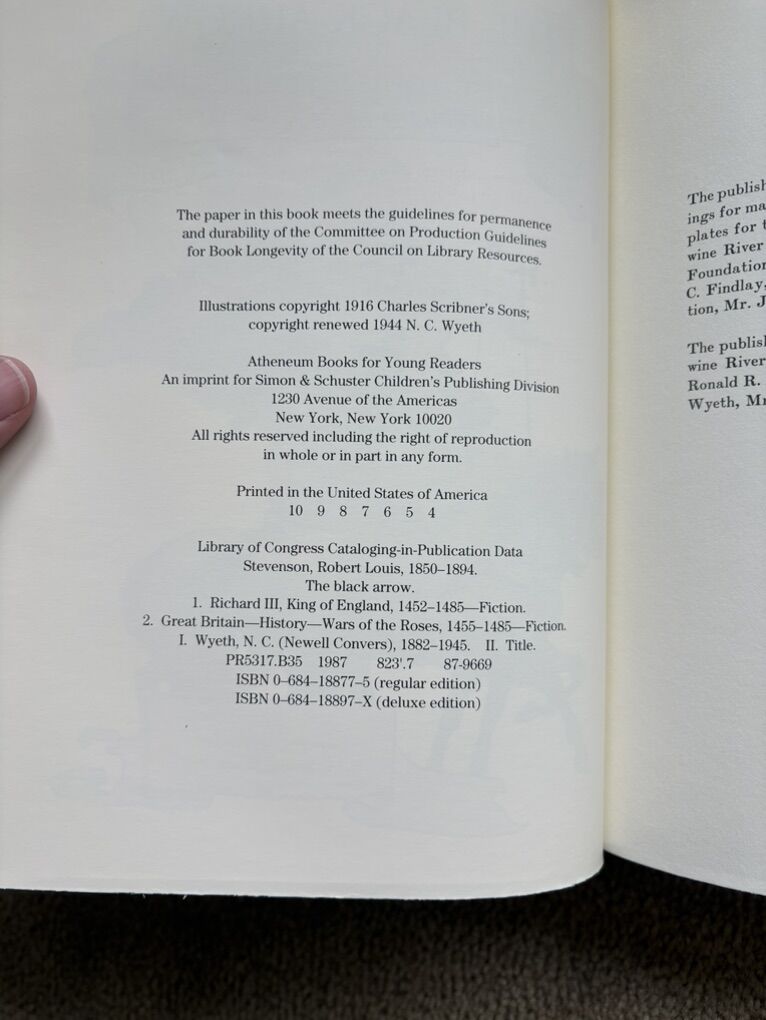 The paper in this book meets the guidelines for permanence
and durability of the Committee on Production Guidelines
for Book Longevity of the Council on Library Resources.
Illustrations copyright 1916 Charles Scribner's Sons;
copyright renewed 1944 N. C. Wyeth
Atheneum Books for Young Readers
An imprint for Simon & Schuster Children's Publishing Division
1230 Avenue of the Americas
New York, New York 10020
All rights reserved including the right of reproduction
in whole or in part in any form.
Printed in the United States of America
10 9 8 7 6 5 4
Library of Congress Cataloging-in-Publication Data
Stevenson, Robert Louis, 1850–1894.
The black arrow.
1. Richard III, King of England, 1452–1485—Fiction.
2. Great Britain—History—Wars of the Roses, 1455–1485—Fiction.
I. Wyeth, N. C. (Newell Convers), 1882–1945. II. Title.
PR5317.B35 1987 823'.7 87-9669
ISBN 0–684–18877–5 (regular edition)
ISBN 0–684–18897–X (deluxe edition)
The publish
ings for ma
plates for t
wine River
Foundation
C. Findlay,
tion, Mr. J
The publish
wine River
Ronald R.
Wyeth, Mr